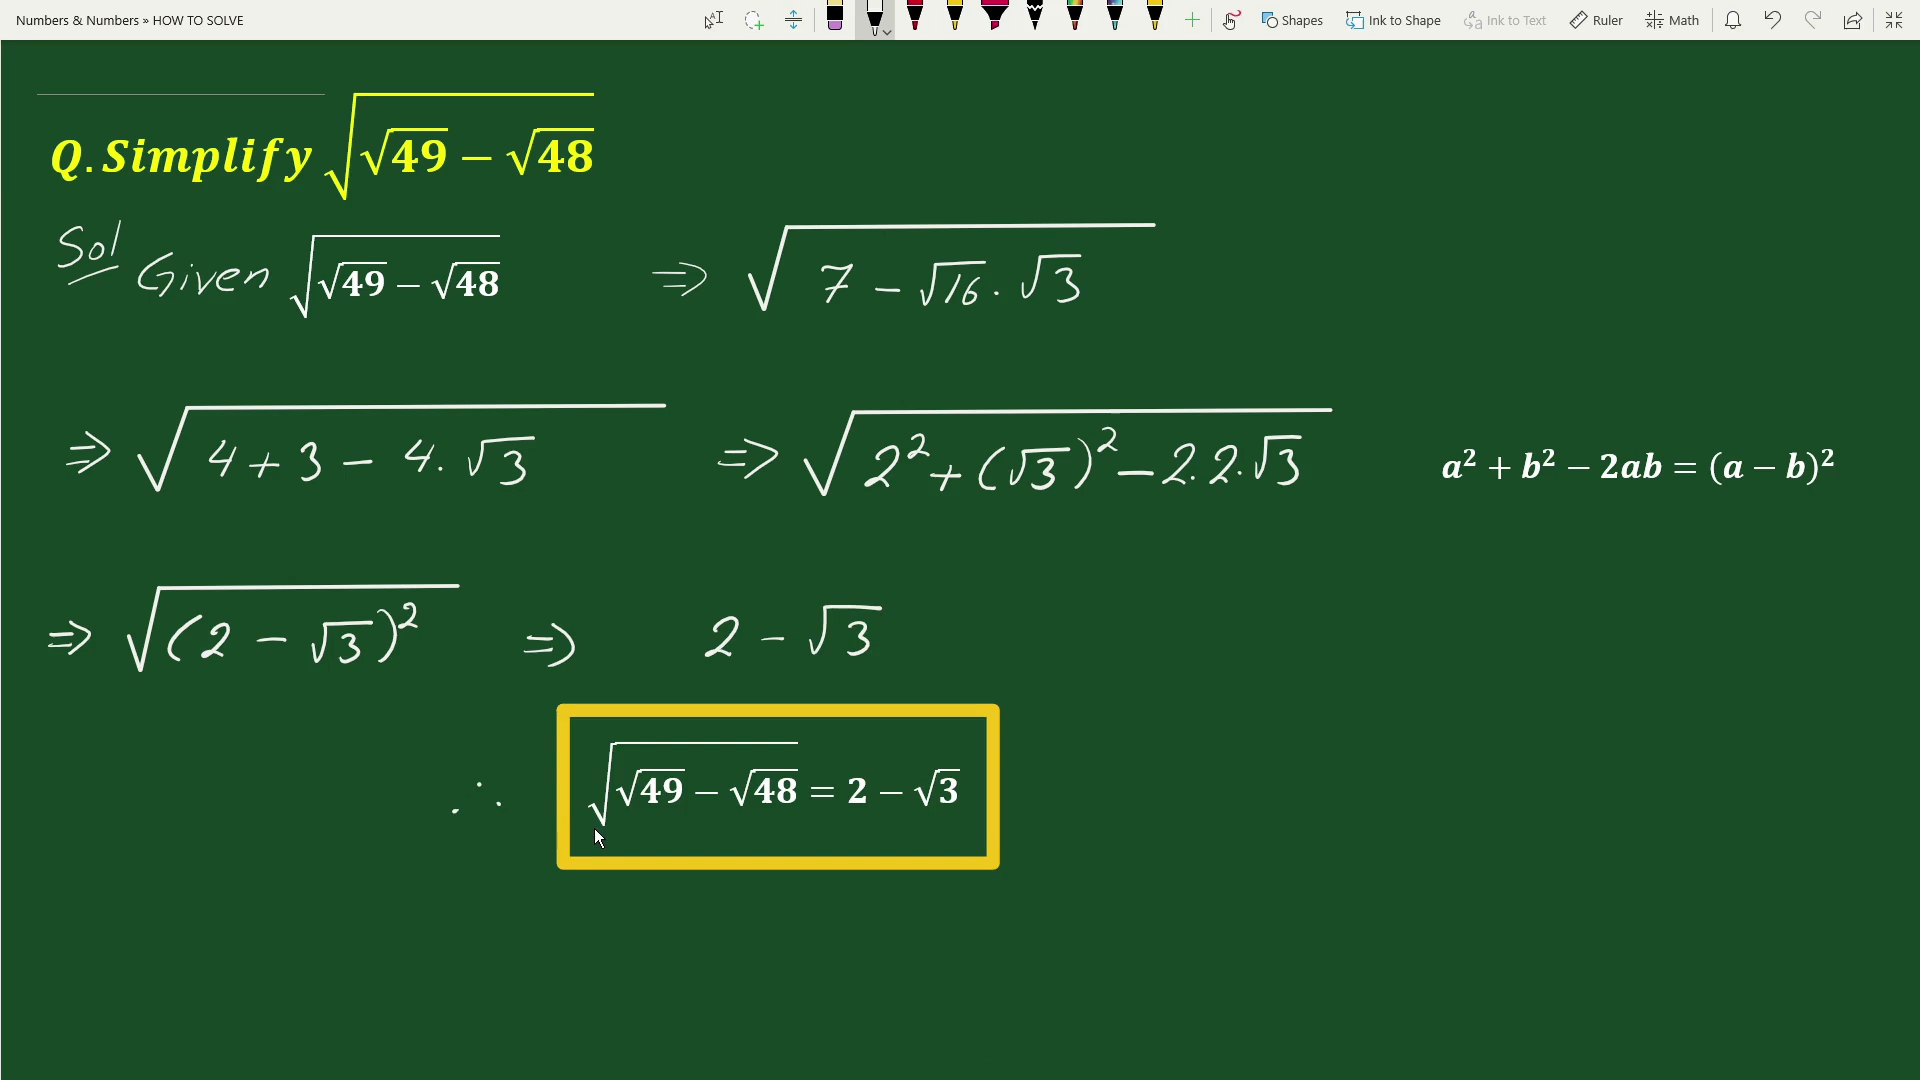 Numbers & Numbers » HOW TO SOLVE
Shapes Ink to Shape Ink to Text Ruler Math
Q. Simplify √(√49 − √48)
Sol
Given √(√49 − √48) ⇒ √(7 − √16 · √3)
⇒ √(4 + 3 − 4 · √3) ⇒ √(2² + (√3)² − 2 · 2 · √3) a² + b² − 2ab = (a − b)²
⇒ √((2 − √3)²) ⇒ 2 − √3
∴ √(√49 − √48) = 2 − √3